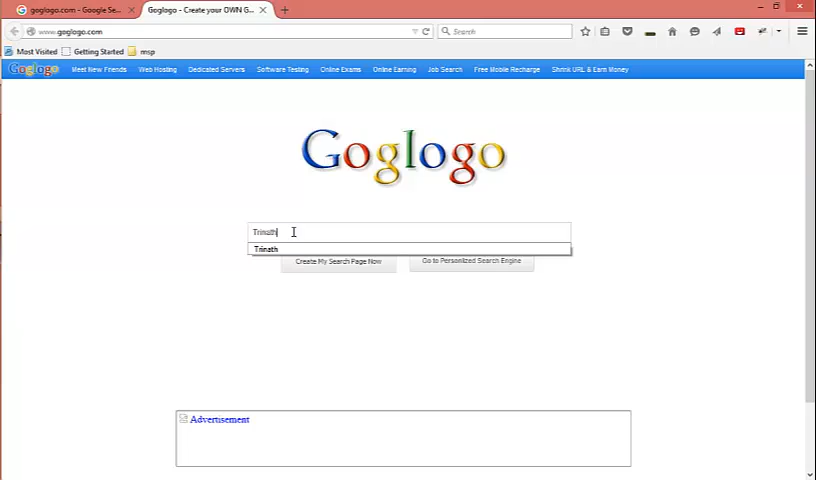 goglogo.com - Google Se...
Goglogo - Create your OWN G...
www.goglogo.com
Search
Most Visited
Getting Started
msp
Goglogo
Meet New Friends
Web Hosting
Dedicated Servers
Software Testing
Online Exams
Online Earning
Job Search
Free Mobile Recharge
Shrink URL & Earn Money
Goglogo
Trinath
Trinath
Create My Search Page Now
Go to Personlized Search Engine
Advertisement